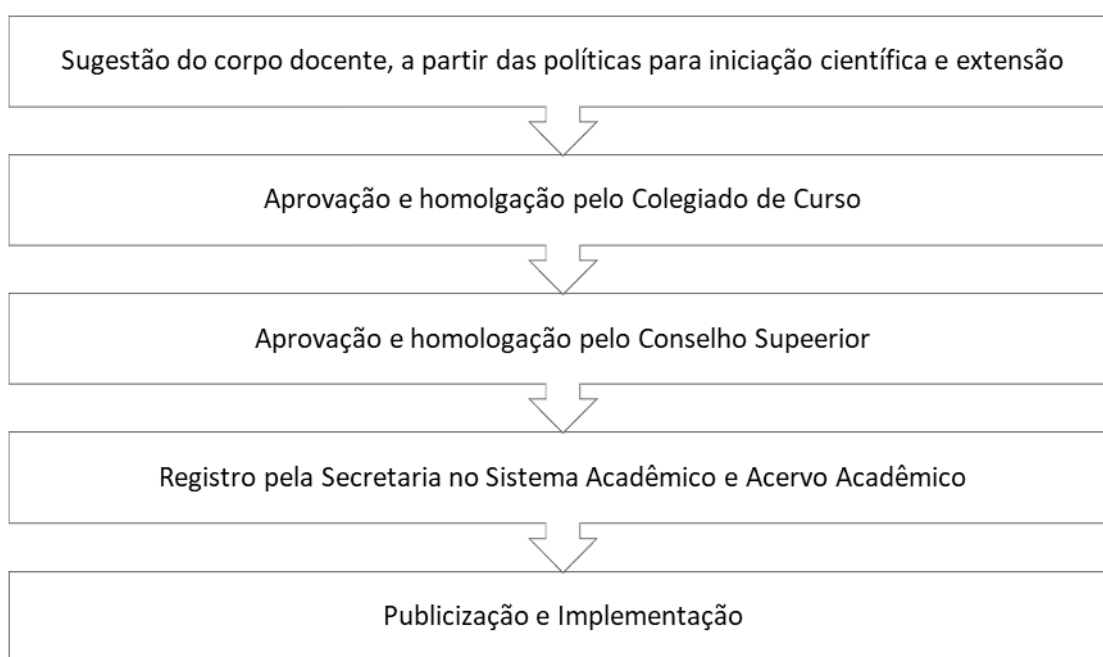 Sugestão do corpo docente, a partir das políticas para iniciação científica e extensão
Aprovação e homolgação pelo Colegiado de Curso
Aprovação e homologação pelo Conselho Supeerior
Registro pela Secretaria no Sistema Acadêmico e Acervo Acadêmico
Publicização e Implementação